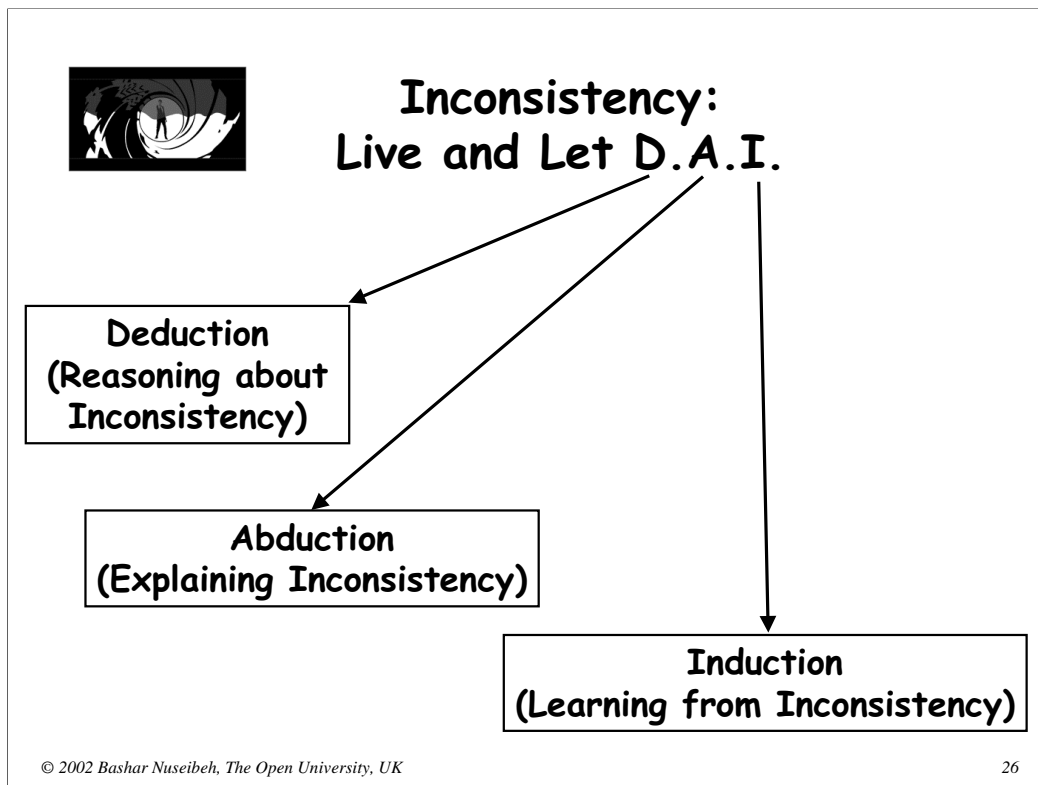 Inconsistency:
Live and Let D.A.I.
Deduction
(Reasoning about
Inconsistency)
Abduction
(Explaining Inconsistency)
Induction
(Learning from Inconsistency)
© 2002 Bashar Nuseibeh, The Open University, UK
26